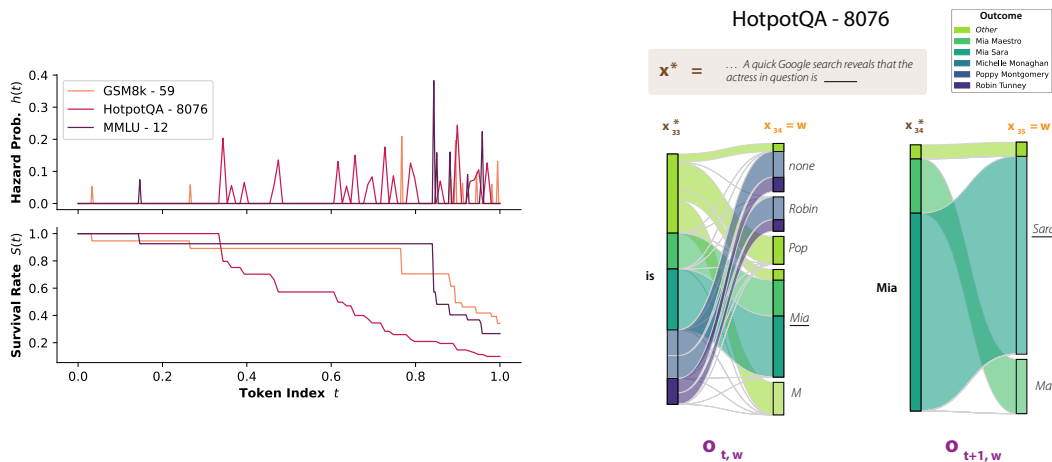 HotpotQA - 8076
Outcome
Other
Mia Maestro
Mia Sara
Michelle Monaghan
Poppy Montgomery
Robin Tunney
x* = ... A quick Google search reveals that the
actress in question is ______
Hazard Prob. h(t)
0.4
0.3
0.2
0.1
0.0
GSM8k - 59
HotpotQA - 8076
MMLU - 12
Survival Rate S(t)
1.0
0.8
0.6
0.4
0.2
0.0 0.2 0.4 0.6 0.8 1.0
Token Index t
x*33 x34 = w
is
none
Robin
Pop
Mia
M
o t, w
x*34 x35 = w
Mia
Sara
Ma
o t+1, w